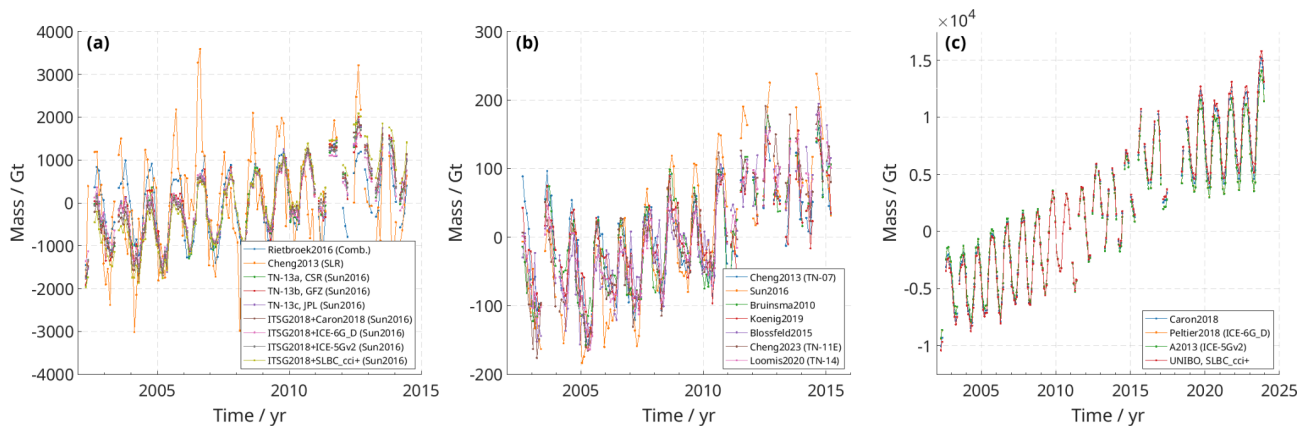 (a)
4000
3000
2000
1000
0
-1000
-2000
-3000
-4000
Mass / Gt
2005
2010
2015
Time / yr
Rietbroek2016 (Comb.)
Cheng2013 (SLR)
TN-13a, CSR (Sun2016)
TN-13b, GFZ (Sun2016)
TN-13c, JPL (Sun2016)
ITSG2018+Caron2018 (Sun2016)
ITSG2018+ICE-6G_D (Sun2016)
ITSG2018+ICE-5Gv2 (Sun2016)
ITSG2018+SLBC_cci+ (Sun2016)
(b)
300
200
100
0
-100
-200
Mass / Gt
2005
2010
2015
Time / yr
Cheng2013 (TN-07)
Sun2016
Bruinsma2010
Koenig2019
Blossfeld2015
Cheng2023 (TN-11E)
Loomis2020 (TN-14)
×10⁴
(c)
1.5
1
0.5
0
-0.5
-1
Mass / Gt
2005
2010
2015
2020
2025
Time / yr
Caron2018
Peltier2018 (ICE-6G_D)
A2013 (ICE-5Gv2)
UNIBO, SLBC_cci+